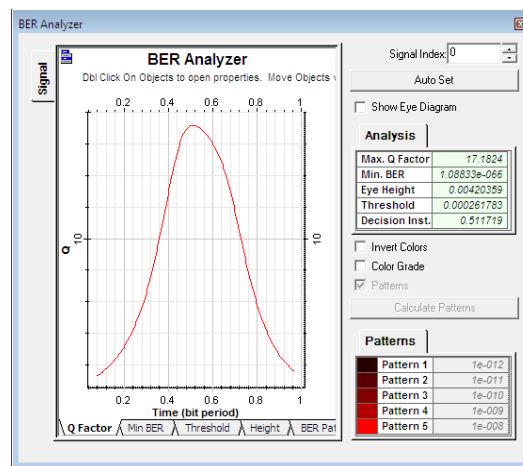 BER Analyzer
Signal
BER Analyzer
Dbl Click On Objects to open properties. Move Objects
0.2 0.4 0.6 0.8 1
Q
10
10
0.2 0.4 0.6 0.8 1
Time (bit period)
Q Factor Min BER Threshold Height BER Pat
Signal Index: 0
Auto Set
Show Eye Diagram
Analysis
Max. Q Factor 17.1824
Min. BER 1.08833e-066
Eye Height 0.00420359
Threshold 0.000261783
Decision Inst. 0.511719
Invert Colors
Color Grade
Patterns
Calculate Patterns
Patterns
Pattern 1 1e-012
Pattern 2 1e-011
Pattern 3 1e-010
Pattern 4 1e-009
Pattern 5 1e-008